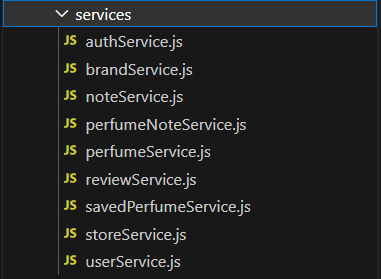 services
JS authService.js
JS brandService.js
JS noteService.js
JS perfumeNoteService.js
JS perfumeService.js
JS reviewService.js
JS savedPerfumeService.js
JS storeService.js
JS userService.js